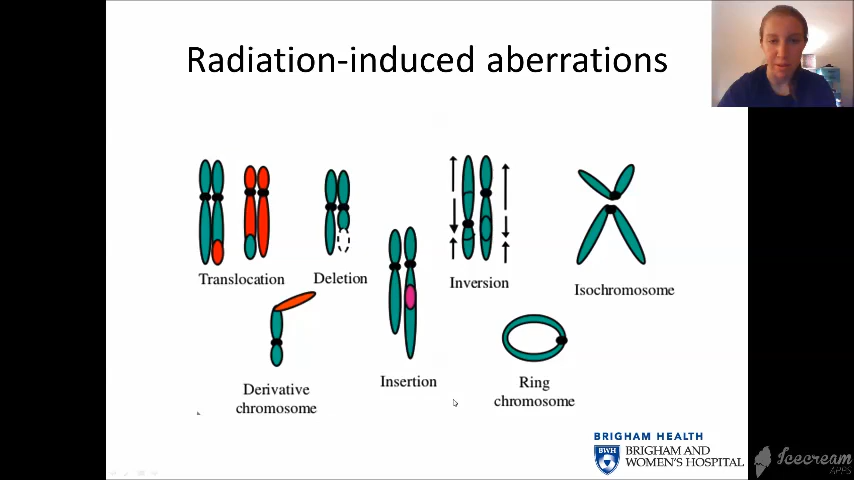 Radiation-induced aberrations
Translocation
Deletion
Inversion
Isochromosome
Derivative
chromosome
Insertion
Ring
chromosome
BRIGHAM HEALTH
BWH
BRIGHAM AND
WOMEN'S HOSPITAL
Icecream
APPS